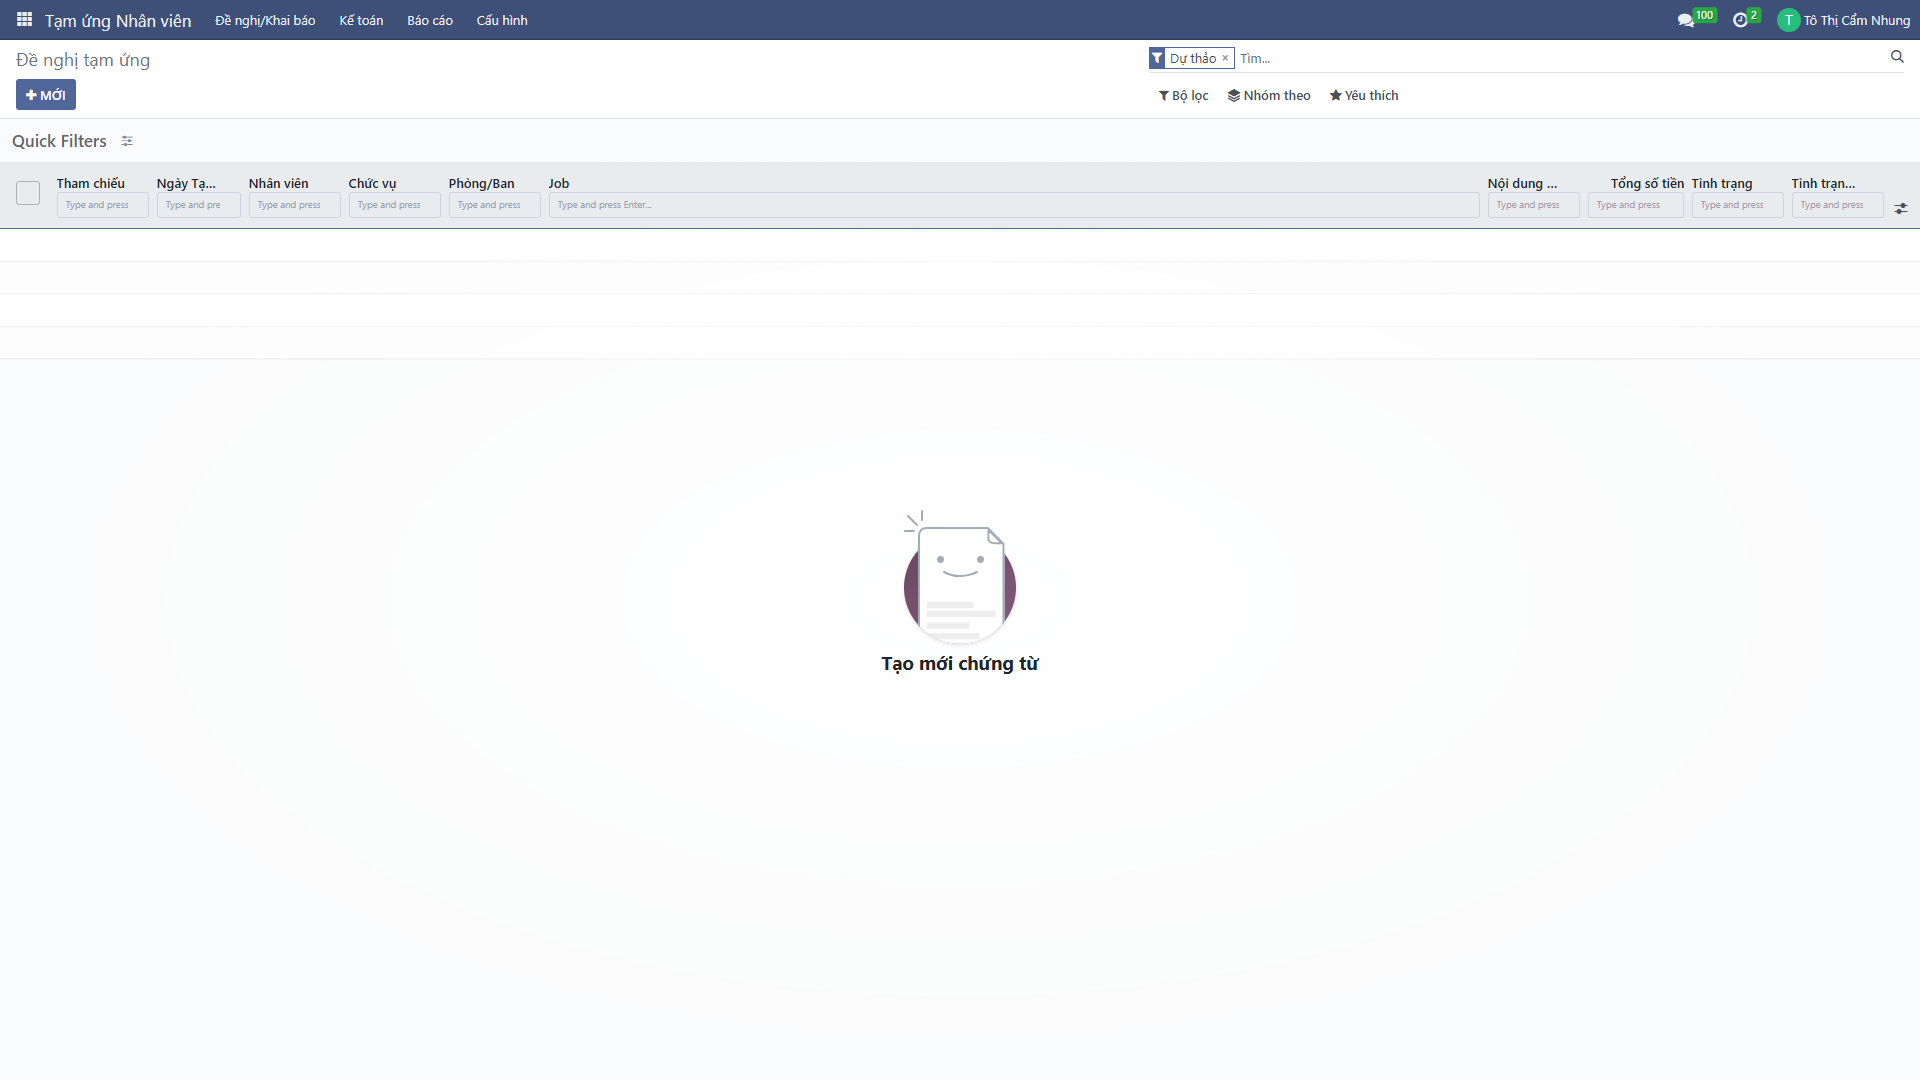 Tạm ứng Nhân viên Đề nghị/Khai báo Kế toán Báo cáo Cấu hình 100 2 T Tô Thị Cẩm Nhung
Đề nghị tạm ứng
Dự thảo × Tìm...
MỚI
Bộ lọc Nhóm theo Yêu thích
Quick Filters
Tham chiếu Ngày Tạ... Nhân viên Chức vụ Phòng/Ban Job Nội dung ... Tổng số tiền Tình trạng Tình trạn...
Type and press Type and pre Type and press Type and press Type and press Type and press Enter... Type and press Type and press Type and press Type and press
Tạo mới chứng từ